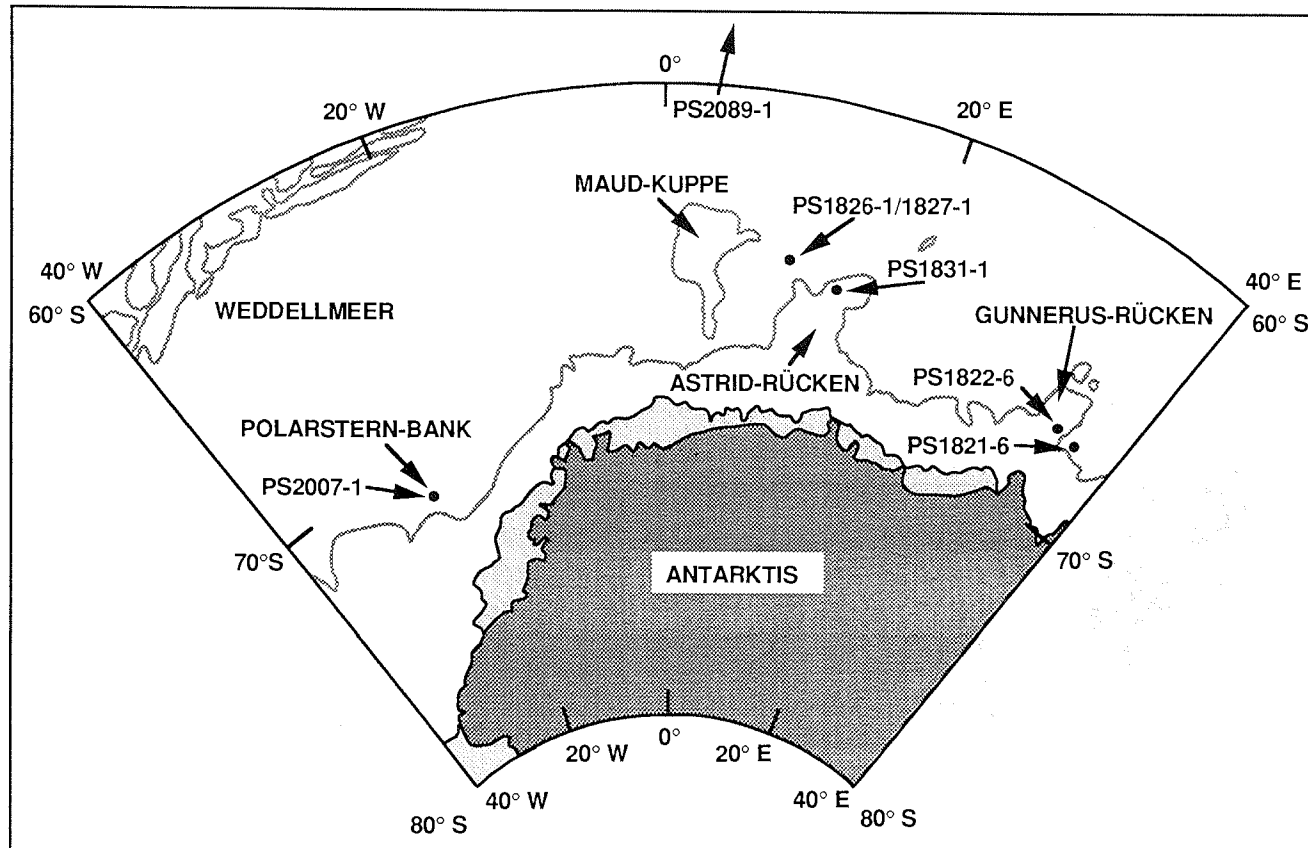 0°
20° W
PS2089-1
20° E
MAUD-KUPPE
PS1826-1/1827-1
40° W
PS1831-1
40° E
60° S
WEDDELLMEER
60° S
GUNNERUS-RÜCKEN
ASTRID-RÜCKEN
PS1822-6
POLARSTERN-BANK
PS1821-6
PS2007-1
70°S
70° S
ANTARKTIS
20° W
0°
20° E
40° W
40° E
80° S
80° S